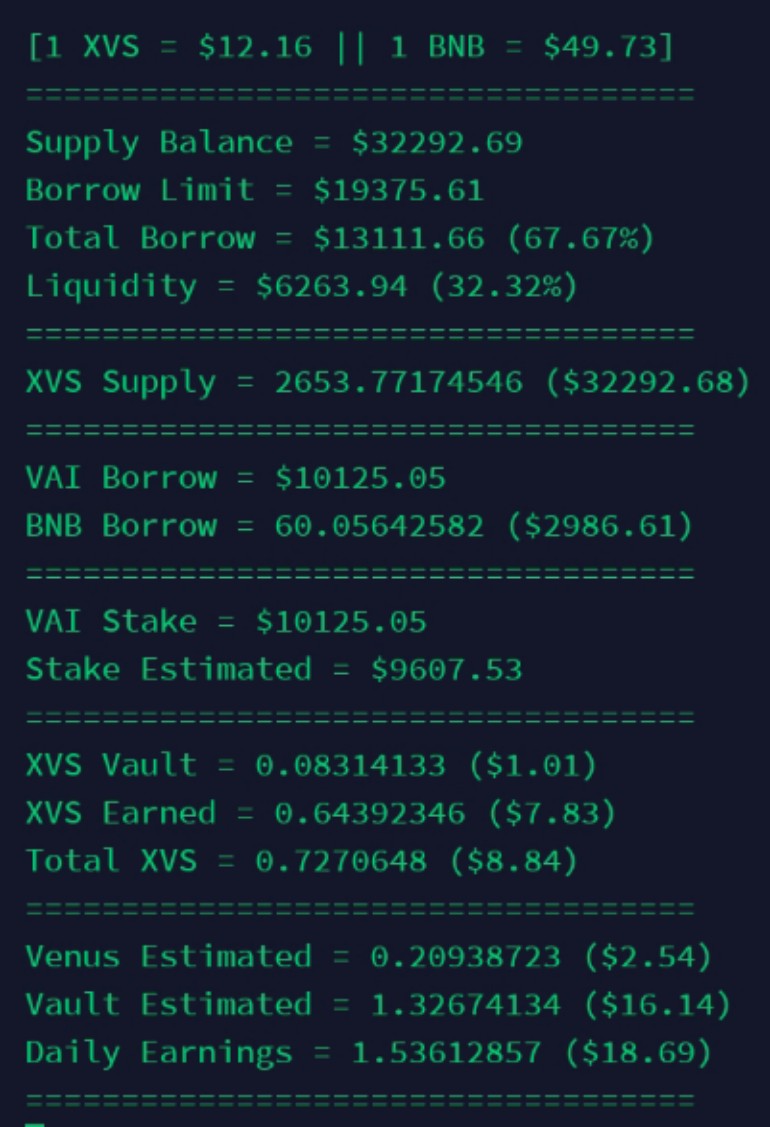 [1 XVS = $12.16 || 1 BNB = $49.73]
===================================
Supply Balance = $32292.69
Borrow Limit = $19375.61
Total Borrow = $13111.66 (67.67%)
Liquidity = $6263.94 (32.32%)
===================================
XVS Supply = 2653.77174546 ($32292.68)
===================================
VAI Borrow = $10125.05
BNB Borrow = 60.05642582 ($2986.61)
===================================
VAI Stake = $10125.05
Stake Estimated = $9607.53
===================================
XVS Vault = 0.08314133 ($1.01)
XVS Earned = 0.64392346 ($7.83)
Total XVS = 0.7270648 ($8.84)
===================================
Venus Estimated = 0.20938723 ($2.54)
Vault Estimated = 1.32674134 ($16.14)
Daily Earnings = 1.53612857 ($18.69)
===================================